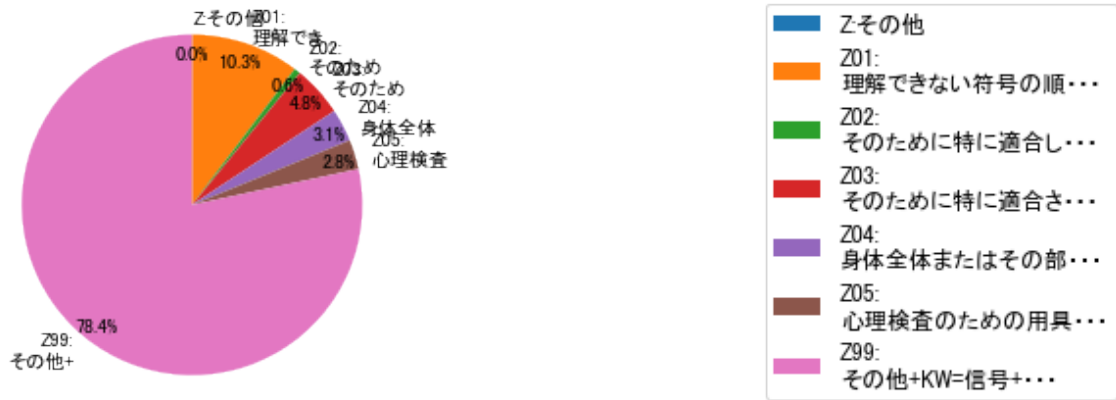 Z:その他
Z01:
理解でき
Z02:
そのため
Z03:
そのため
Z04:
身体全体
Z05:
心理検査
Z99:
その他+
0.0%
10.3%
0.6%
4.8%
3.1%
2.8%
78.4%
Z:その他
Z01:
理解できない符号の順・・・
Z02:
そのために特に適合し・・・
Z03:
そのために特に適合さ・・・
Z04:
身体全体またはその部・・・
Z05:
心理検査のための用具・・・
Z99:
その他+KW=信号+・・・